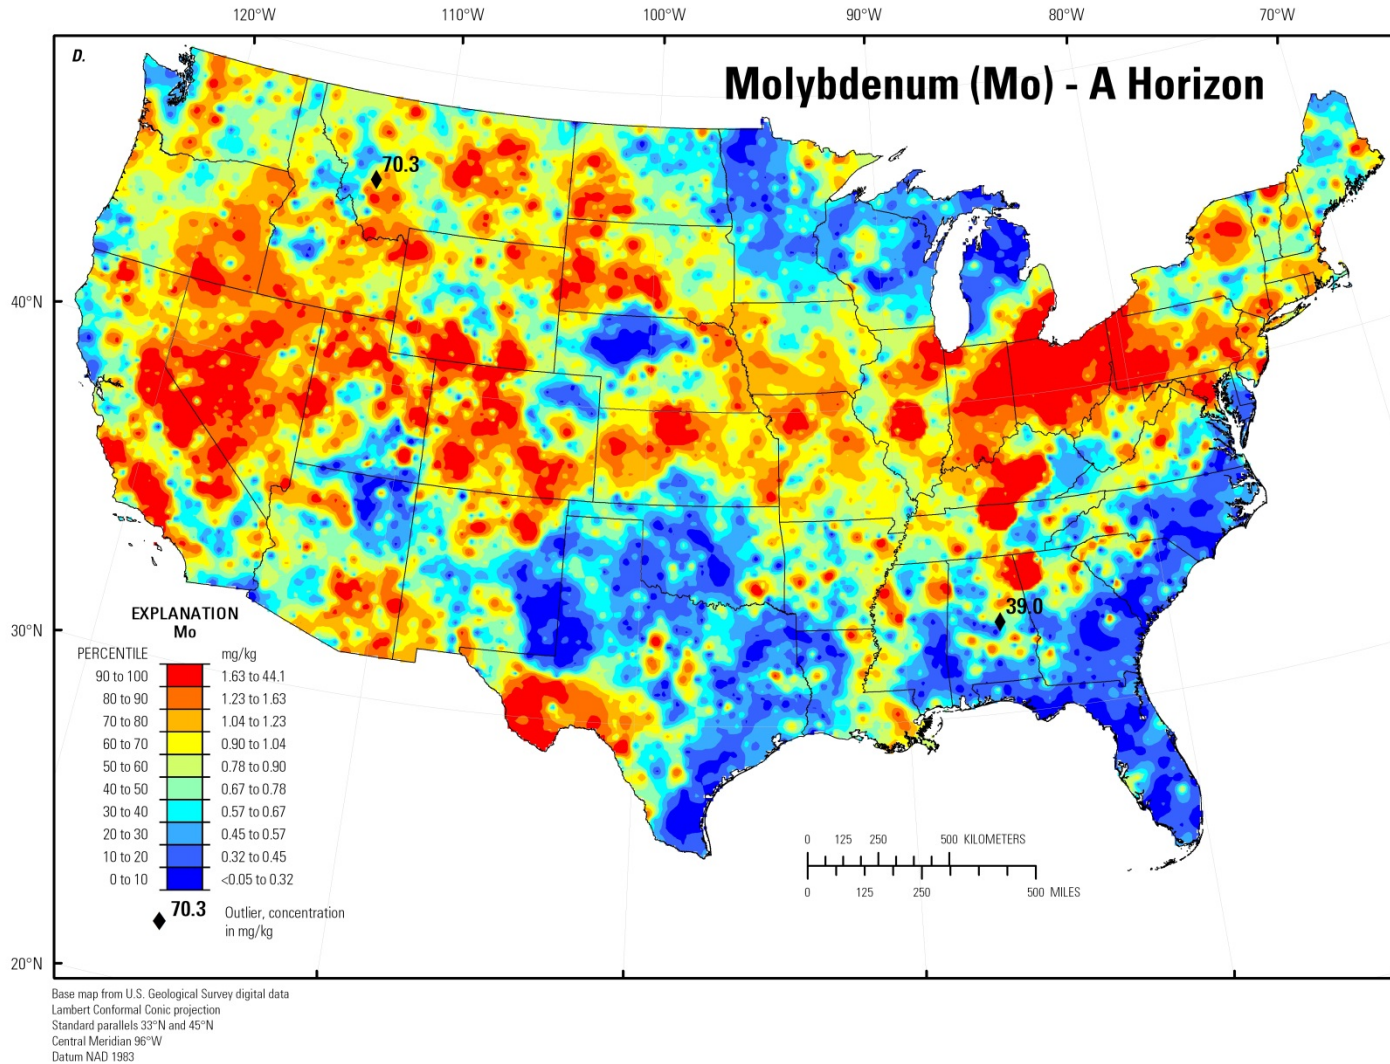 120°W 110°W 100°W 90°W 80°W 70°W
D.
Molybdenum (Mo) - A Horizon
70.3
40°N
39.0
30°N
EXPLANATION
Mo
PERCENTILE mg/kg
90 to 100 1.63 to 44.1
80 to 90 1.23 to 1.63
70 to 80 1.04 to 1.23
60 to 70 0.90 to 1.04
50 to 60 0.78 to 0.90
40 to 50 0.67 to 0.78
30 to 40 0.57 to 0.67
20 to 30 0.45 to 0.57
10 to 20 0.32 to 0.45
0 to 10 <0.05 to 0.32
70.3 Outlier, concentration
in mg/kg
0 125 250 500 KILOMETERS
0 125 250 500 MILES
20°N
Base map from U.S. Geological Survey digital data
Lambert Conformal Conic projection
Standard parallels 33°N and 45°N
Central Meridian 96°W
Datum NAD 1983